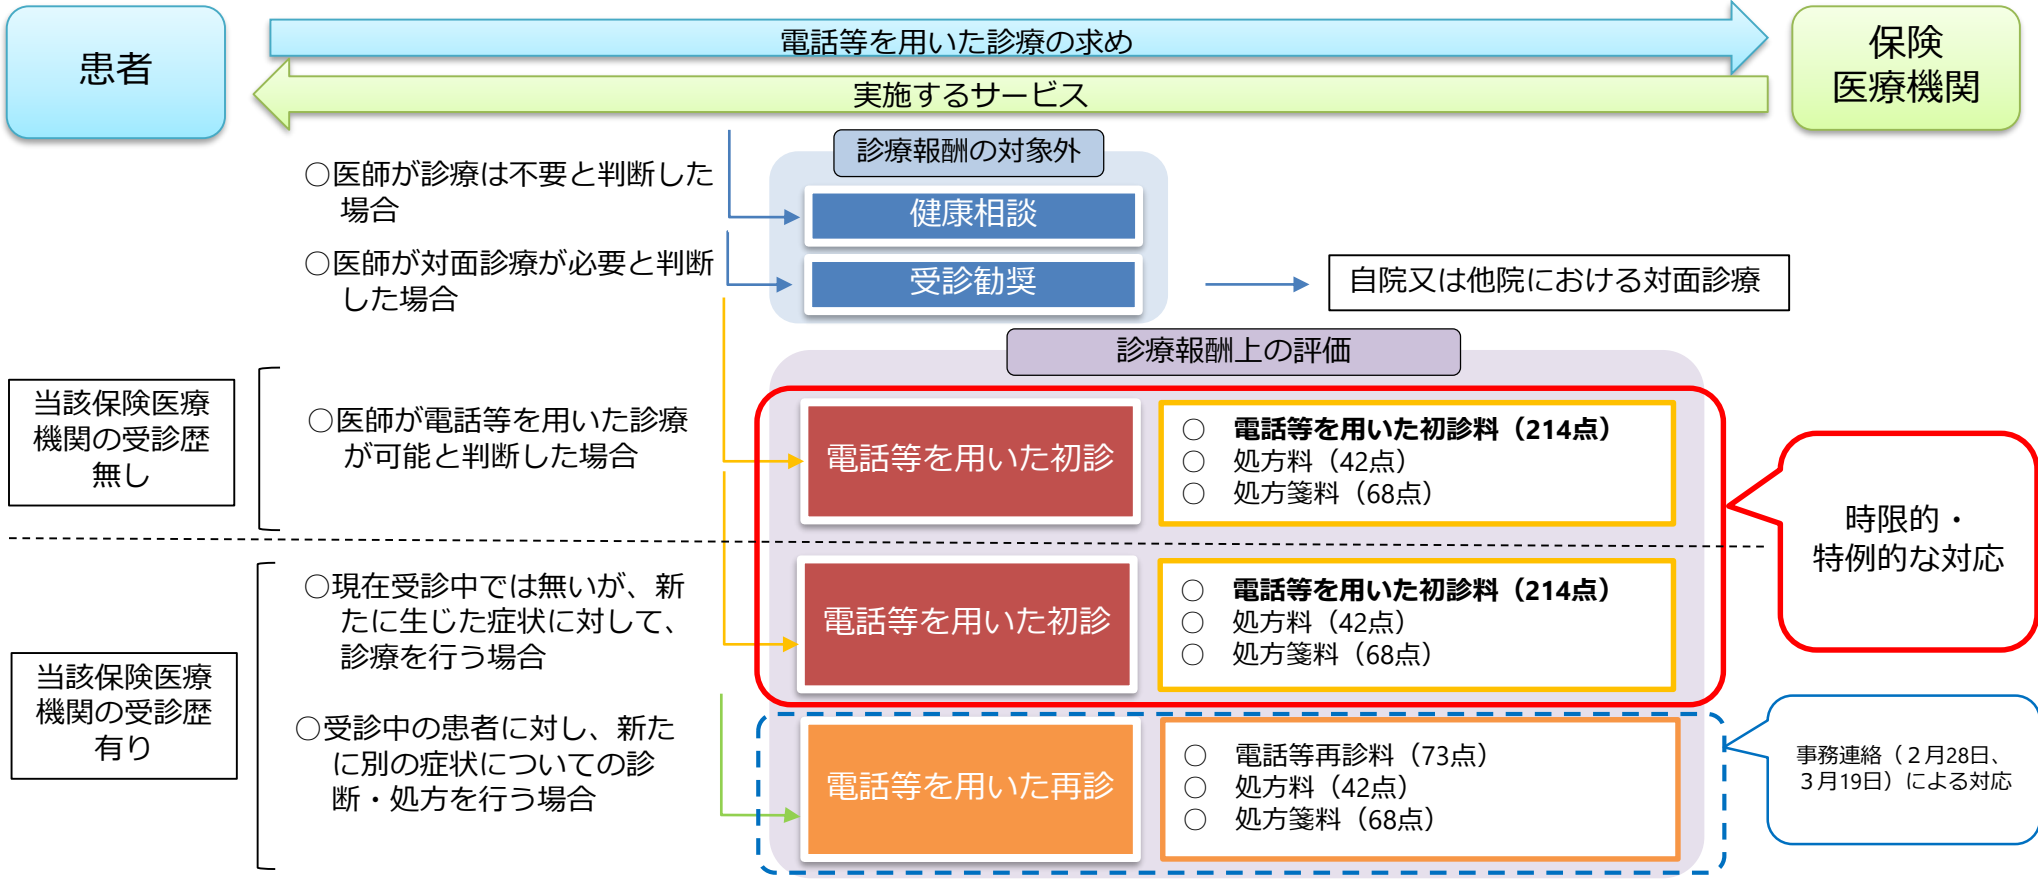 患者
電話等を用いた診療の求め
実施するサービス
保険
医療機関
診療報酬の対象外
○医師が診療は不要と判断した
場合
健康相談
○医師が対面診療が必要と判断
した場合
受診勧奨
自院又は他院における対面診療
診療報酬上の評価
当該保険医療
機関の受診歴
無し
○医師が電話等を用いた診療
が可能と判断した場合
電話等を用いた初診
○ 電話等を用いた初診料（214点）
○ 処方料（42点）
○ 処方箋料（68点）
時限的・
特例的な対応
当該保険医療
機関の受診歴
有り
○現在受診中では無いが、新
たに生じた症状に対して、
診療を行う場合
電話等を用いた初診
○ 電話等を用いた初診料（214点）
○ 処方料（42点）
○ 処方箋料（68点）
○受診中の患者に対し、新た
に別の症状についての診
断・処方を行う場合
電話等を用いた再診
○ 電話等再診料（73点）
○ 処方料（42点）
○ 処方箋料（68点）
事務連絡（２月28日、
３月19日）による対応